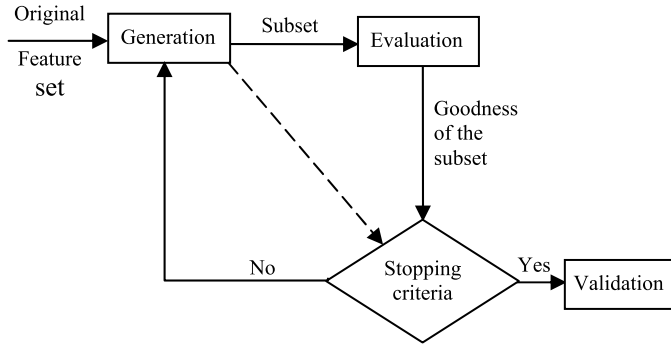 Original
Feature
set
Generation
Subset
Evaluation
Goodness
of the
subset
Stopping
criteria
No
Yes
Validation